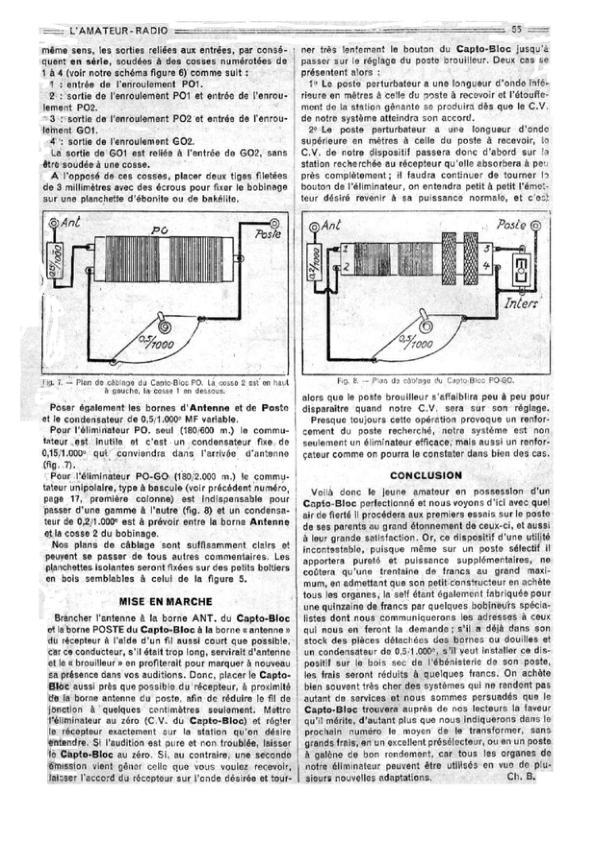 L'AMATEUR-RADIO
55
même sens, les sorties reliées aux entrées, par consé-
quent en série, soudées à des cosses numérotées de
1 à 4 (voir notre schéma figure 6) comme suit :
1 : entrée de l'enroulement PO1.
2 : sortie de l'enroulement PO1 et entrée de l'enrou-
lement PO2.
3 : sortie de l'enroulement PO2 et entrée de l'enrou-
lement GO1.
4 : sortie de l'enroulement GO2.
La sortie de GO1 est reliée à l'entrée de GO2, sans
être soudée à une cosse.
A l'opposé de ces cosses, placer deux tiges filetées
de 3 millimètres avec des écrous pour fixer le bobinage
sur une planchette d'ébonite ou de bakélite.
Ant
PO
Poste
0,15/1000
0,5/1000
Fig. 7. — Plan de câblage du Capto-Bloc PO. La cosse 2 est en haut
à gauche, la cosse 1 en dessous.
Poser également les bornes d'Antenne et de Poste
et le condensateur de 0,5/1.000e MF variable.
Pour l'éliminateur PO. seul (180/600 m.) le commu-
tateur est inutile et c'est un condensateur fixe de
0,15/1.000e qui conviendra dans l'arrivée d'antenne
(fig. 7).
Pour l'éliminateur PO-GO (180/2.000 m.) le commu-
tateur unipolaire, type à bascule (voir précédent numéro,
page 17, première colonne) est indispensable pour
passer d'une gamme à l'autre (fig. 8) et un condensa-
teur de 0,2/1.000e est à prévoir entre la borne Antenne
et la cosse 2 du bobinage.
Nos plans de câblage sont suffisamment clairs et
peuvent se passer de tous autres commentaires. Les
planchettes isolantes seront fixées sur des petits boîtiers
en bois semblables à celui de la figure 5.
MISE EN MARCHE
Brancher l'antenne à la borne ANT. du Capto-Bloc
et la borne POSTE du Capto-Bloc à la borne « antenne »
du récepteur à l'aide d'un fil aussi court que possible,
car ce conducteur, s'il était trop long, servirait d'antenne
et le « brouilleur » en profiterait pour marquer à nouveau
sa présence dans vos auditions. Donc, placer le Capto-
Bloc aussi près que possible du récepteur, à proximité
de la borne antenne du poste, afin de réduire le fil de
jonction à quelques centimètres seulement. Mettre
l'éliminateur au zéro (C.V. du Capto-Bloc) et régler
le récepteur exactement sur la station qu'on désire
entendre. Si l'audition est pure et non troublée, laisser
le Capto-Bloc au zéro. Si, au contraire, une seconde
émission vient gêner celle que vous voulez recevoir,
laisser l'accord du récepteur sur l'onde désirée et tour-
ner très lentement le bouton du Capto-Bloc jusqu'à
passer sur le réglage du poste brouilleur. Deux cas se
présentent alors :
1° Le poste perturbateur a une longueur d'onde infé-
rieure en mètres à celle du poste à recevoir et l'étouffe-
ment de la station gênante se produira dès que le C.V.
de notre système atteindra son accord.
2° Le poste perturbateur a une longueur d'onde
supérieure en mètres à celle du poste à recevoir, le
C.V. de notre dispositif passera donc d'abord sur la
station recherchée au récepteur qu'elle absorbera à peu
près complètement ; il faudra continuer de tourner le
bouton de l'éliminateur, on entendra petit à petit l'émet-
teur désiré revenir à sa puissance normale, et c'est
Ant
Poste
0,2/1000
1
2
3
4
Inter:
0,5/1000
Fig. 8. — Plan de câblage du Capto-Bloc PO-GO.
alors que le poste brouilleur s'affaiblira peu à peu pour
disparaître quand notre C.V. sera sur son réglage.
Presque toujours cette opération provoque un renfor-
cement du poste recherché, notre système est non
seulement un éliminateur efficace, mais aussi un renfor-
çateur comme on pourra le constater dans bien des cas.
CONCLUSION
Voilà donc le jeune amateur en possession d'un
Capto-Bloc perfectionné et nous voyons d'ici avec quel
air de fierté il procédera aux premiers essais sur le poste
de ses parents au grand étonnement de ceux-ci, et aussi
à leur grande satisfaction. Or, ce dispositif d'une utilité
incontestable, puisque même sur un poste sélectif il
apportera pureté et puissance supplémentaires, ne
coûtera qu'une trentaine de francs au grand maxi-
mum, en admettant que son petit constructeur en achète
tous les organes, la self étant également fabriquée pour
une quinzaine de francs par quelques bobineurs spécia-
listes dont nous communiquerons les adresses à ceux
qui nous en feront la demande ; s'il a déjà dans son
stock des pièces détachées des bornes ou douilles et
un condensateur de 0,5/1.000e, s'il veut installer ce dis-
positif sur le bois sec de l'ébénisterie de son poste,
les frais seront réduits à quelques francs. On achète
bien souvent très cher des systèmes qui ne rendent pas
autant de services et nous sommes persuadés que le
Capto-Bloc trouvera auprès de nos lecteurs la faveur
qu'il mérite, d'autant plus que nous indiquerons dans le
prochain numéro le moyen de le transformer, sans
grands frais, en un excellent présélecteur, ou en un poste
à galène de bon rendement, car tous les organes de
notre éliminateur peuvent être utilisés en vue de plu-
sieurs nouvelles adaptations.
Ch. B.